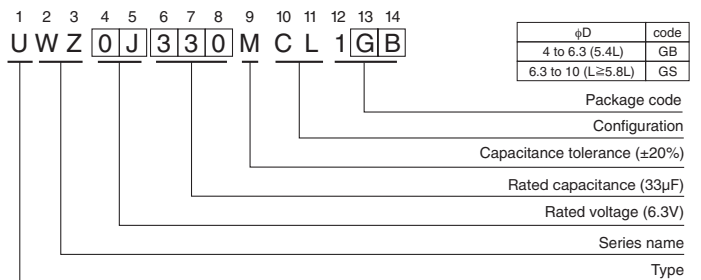 1 2 3 4 5 6 7 8 9 10 11 12 13 14
U W Z 0 J 3 3 0 M C L 1 G B
φD code
4 to 6.3 (5.4L) GB
6.3 to 10 (L≧5.8L) GS
Package code
Configuration
Capacitance tolerance (±20%)
Rated capacitance (33µF)
Rated voltage (6.3V)
Series name
Type